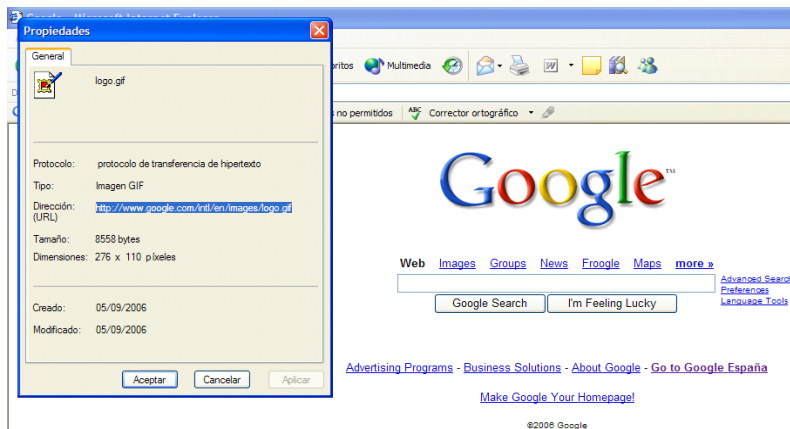 Google - Microsoft Internet Explorer
Propiedades
General
logo.gif
Protocolo: protocolo de transferencia de hipertexto
Tipo: Imagen GIF
Dirección: http://www.google.com/intl/en/images/logo.gif
(URL)
Tamaño: 8558 bytes
Dimensiones: 276 x 110 píxeles
Creado: 05/09/2006
Modificado: 05/09/2006
Aceptar Cancelar Aplicar
Multimedia
no permitidos ABC Corrector ortográfico
Google™
Web Images Groups News Froogle Maps more »
Advanced Search
Preferences
Language Tools
Google Search I'm Feeling Lucky
Advertising Programs - Business Solutions - About Google - Go to Google España
Make Google Your Homepage!
©2006 Google